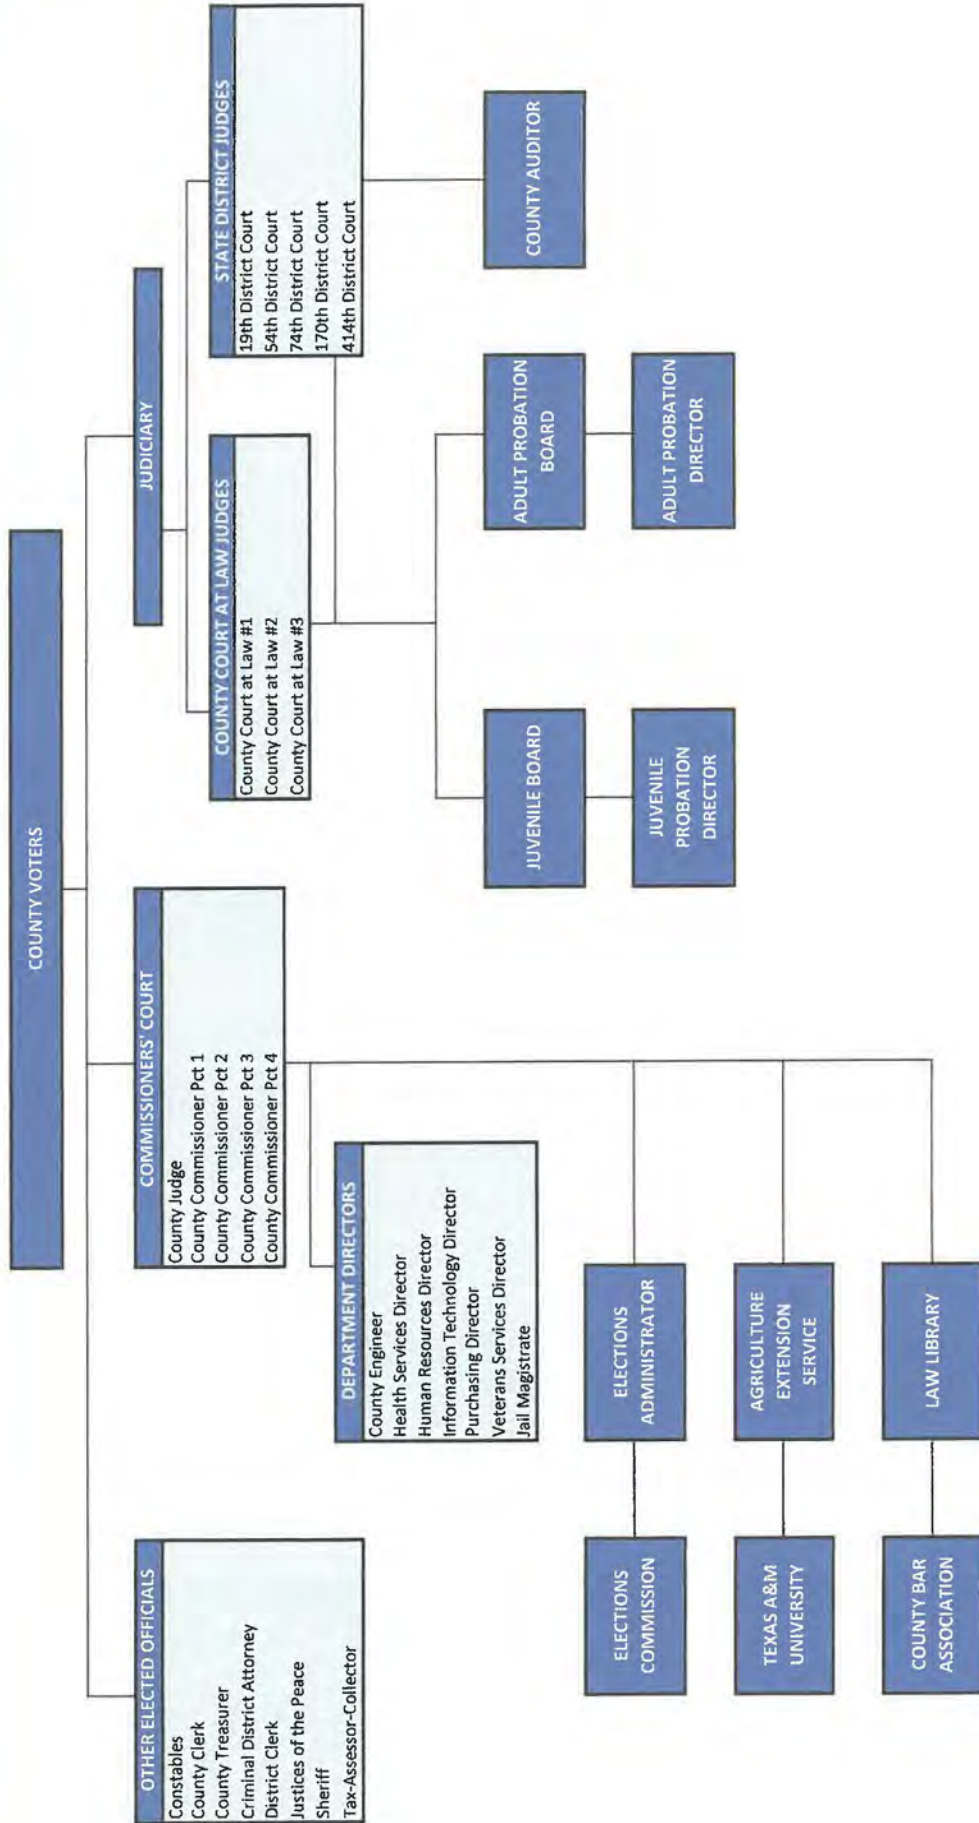 COUNTY VOTERS
OTHER ELECTED OFFICIALS
Constables
County Clerk
County Treasurer
Criminal District Attorney
District Clerk
Justices of the Peace
Sheriff
Tax-Assessor-Collector
COMMISSIONERS' COURT
County Judge
County Commissioner Pct 1
County Commissioner Pct 2
County Commissioner Pct 3
County Commissioner Pct 4
JUDICIARY
COUNTY COURT AT LAW JUDGES
County Court at Law #1
County Court at Law #2
County Court at Law #3
STATE DISTRICT JUDGES
19th District Court
54th District Court
74th District Court
170th District Court
414th District Court
DEPARTMENT DIRECTORS
County Engineer
Health Services Director
Human Resources Director
Information Technology Director
Purchasing Director
Veterans Services Director
Jail Magistrate
JUVENILE BOARD
ADULT PROBATION
BOARD
COUNTY AUDITOR
JUVENILE
PROBATION
DIRECTOR
ADULT PROBATION
DIRECTOR
ELECTIONS
COMMISSION
ELECTIONS
ADMINISTRATOR
TEXAS A&M
UNIVERSITY
AGRICULTURE
EXTENSION
SERVICE
COUNTY BAR
ASSOCIATION
LAW LIBRARY